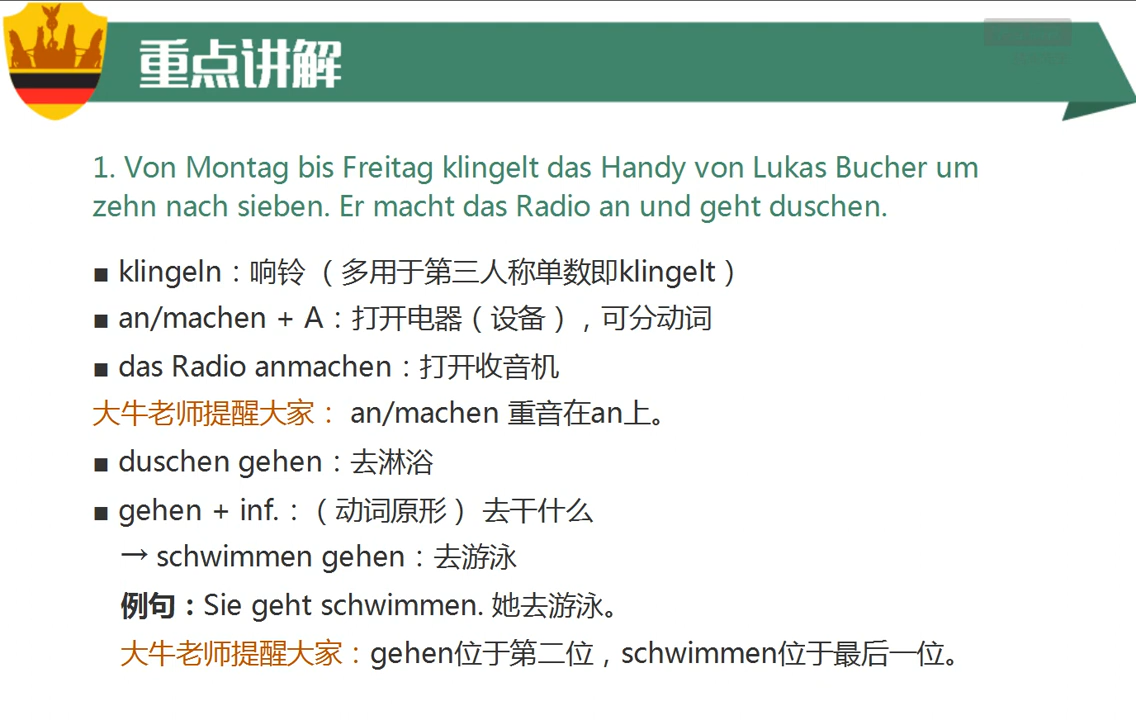 重点讲解
1. Von Montag bis Freitag klingelt das Handy von Lukas Bucher um
zehn nach sieben. Er macht das Radio an und geht duschen.
■ klingeln：响铃 （多用于第三人称单数即klingelt）
■ an/machen + A：打开电器（设备），可分动词
■ das Radio anmachen：打开收音机
大牛老师提醒大家： an/machen 重音在an上。
■ duschen gehen：去淋浴
■ gehen + inf.：（动词原形） 去干什么
→ schwimmen gehen：去游泳
例句：Sie geht schwimmen. 她去游泳。
大牛老师提醒大家：gehen位于第二位，schwimmen位于最后一位。